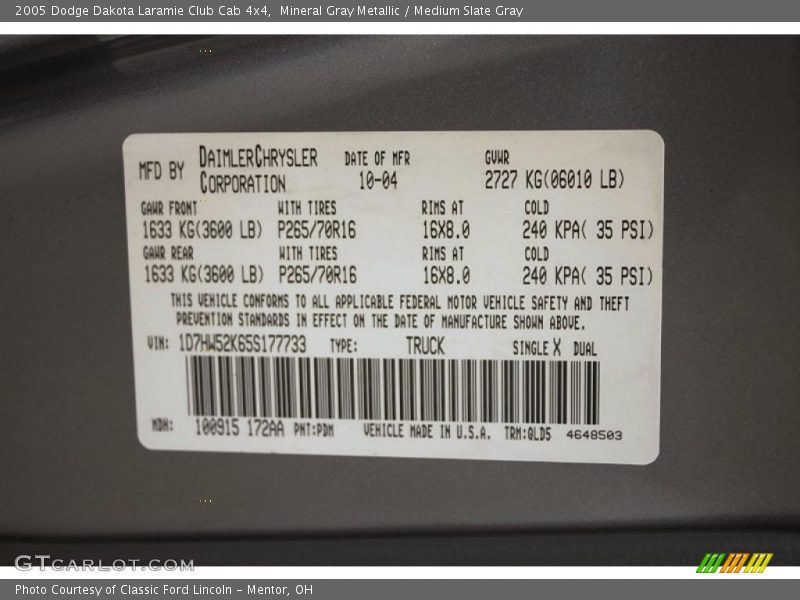 2005 Dodge Dakota Laramie Club Cab 4x4, Mineral Gray Metallic / Medium Slate Gray
MFD BY DAIMLERCHRYSLER CORPORATION DATE OF MFR 10-04 GVWR 2727 KG(06010 LB)
GAWR FRONT WITH TIRES RIMS AT COLD
1633 KG(3600 LB) P265/70R16 16X8.0 240 KPA( 35 PSI)
GAWR REAR WITH TIRES RIMS AT COLD
1633 KG(3600 LB) P265/70R16 16X8.0 240 KPA( 35 PSI)
THIS VEHICLE CONFORMS TO ALL APPLICABLE FEDERAL MOTOR VEHICLE SAFETY AND THEFT
PREVENTION STANDARDS IN EFFECT ON THE DATE OF MANUFACTURE SHOWN ABOVE.
VIN: 1D7HW52K65S177733 TYPE: TRUCK SINGLE X DUAL
MDH: 100915 172AA PNT:PDM VEHICLE MADE IN U.S.A. TRM:QLD5 4648503
GTCARLOT.COM
Photo Courtesy of Classic Ford Lincoln - Mentor, OH